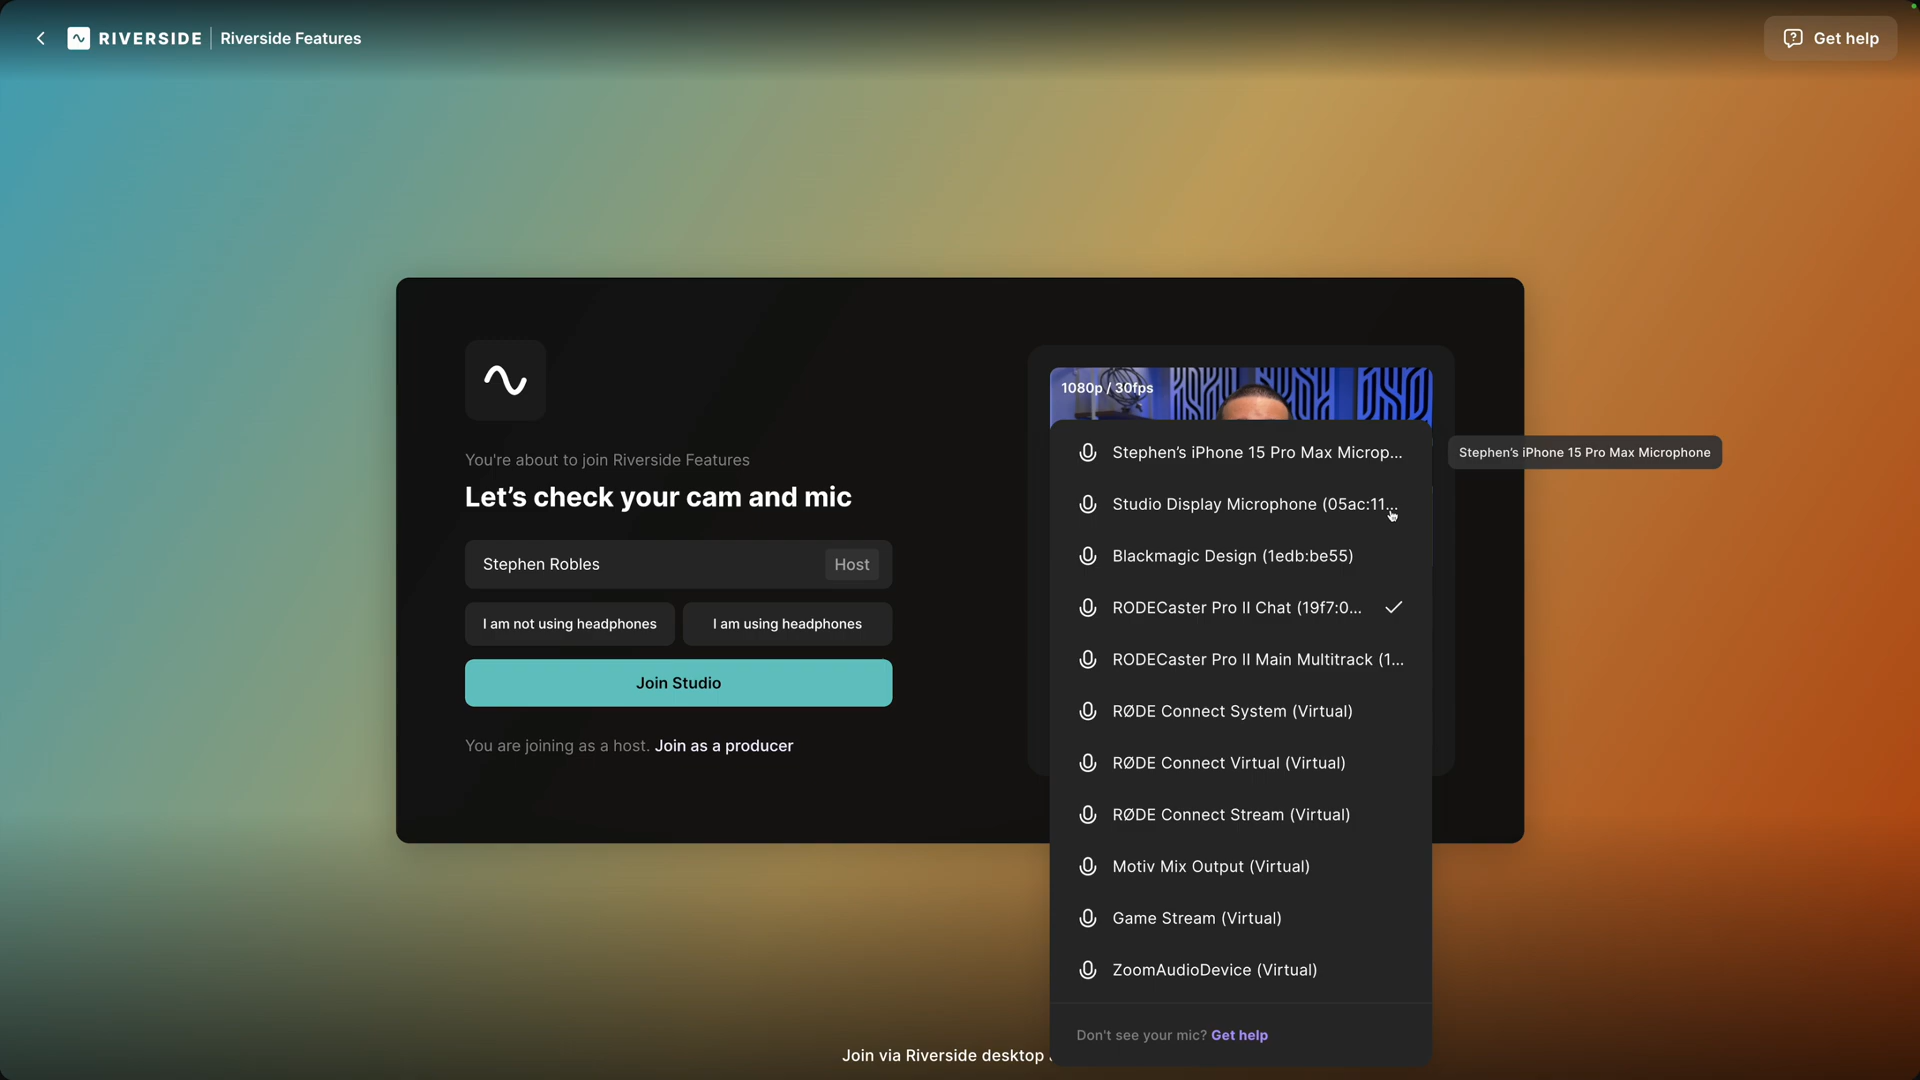 RIVERSIDE
Riverside Features
Get help
You're about to join Riverside Features
Let's check your cam and mic
Stephen Robles
Host
I am not using headphones
I am using headphones
Join Studio
You are joining as a host. Join as a producer
1080p / 30fps
Stephen's iPhone 15 Pro Max Microp...
Stephen's iPhone 15 Pro Max Microphone
Studio Display Microphone (05ac:11...
Blackmagic Design (1edb:be55)
RODECaster Pro II Chat (19f7:0...
RODECaster Pro II Main Multitrack (1...
RØDE Connect System (Virtual)
RØDE Connect Virtual (Virtual)
RØDE Connect Stream (Virtual)
Motiv Mix Output (Virtual)
Game Stream (Virtual)
ZoomAudioDevice (Virtual)
Don't see your mic? Get help
Join via Riverside desktop